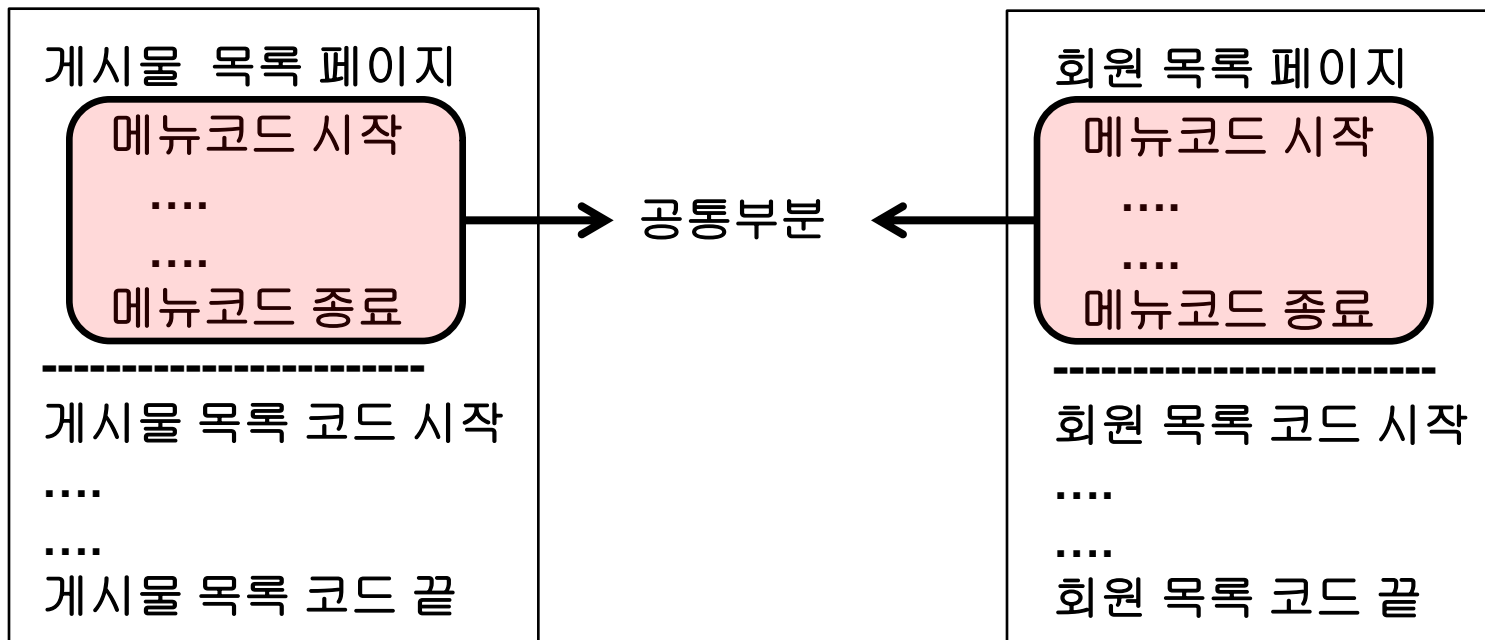 게시물 목록 페이지
메뉴코드 시작
....
....
메뉴코드 종료
------------------------
게시물 목록 코드 시작
....
....
게시물 목록 코드 끝
공통부분
회원 목록 페이지
메뉴코드 시작
....
....
메뉴코드 종료
------------------------
회원 목록 코드 시작
....
....
회원 목록 코드 끝